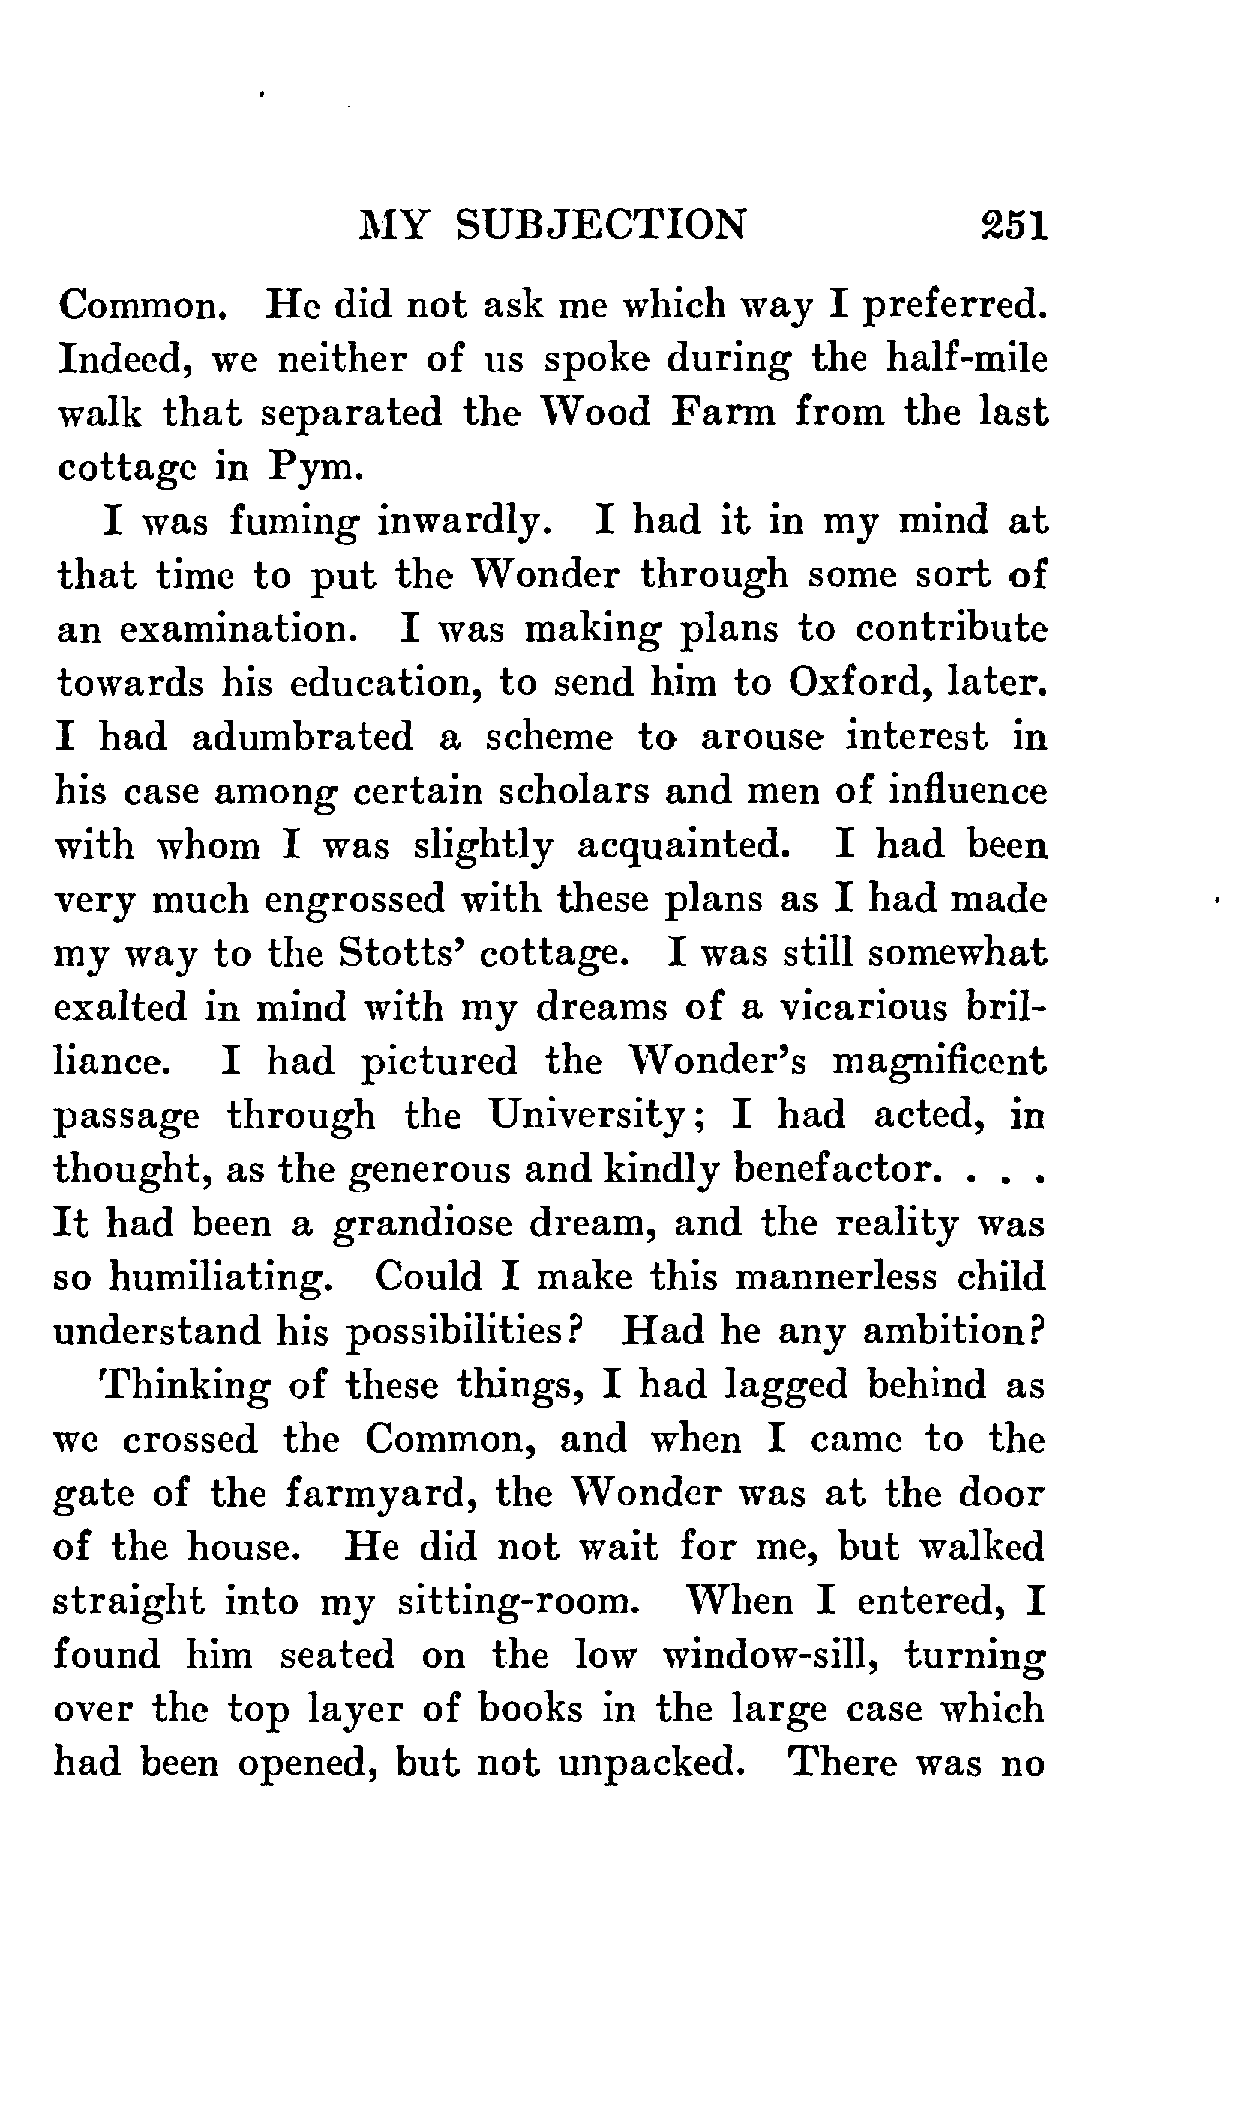 MY SUBJECTION 251
Common. He did not ask me which way I preferred.
Indeed, we neither of us spoke during the half-mile
walk that separated the Wood Farm from the last
cottage in Pym.
I was fuming inwardly. I had it in my mind at
that time to put the Wonder through some sort of
an examination. I was making plans to contribute
towards his education, to send him to Oxford, later.
I had adumbrated a scheme to arouse interest in
his case among certain scholars and men of influence
with whom I was slightly acquainted. I had been
very much engrossed with these plans as I had made
my way to the Stotts' cottage. I was still somewhat
exalted in mind with my dreams of a vicarious bril-
liance. I had pictured the Wonder's magnificent
passage through the University; I had acted, in
thought, as the generous and kindly benefactor. . . .
It had been a grandiose dream, and the reality was
so humiliating. Could I make this mannerless child
understand his possibilities? Had he any ambition?
Thinking of these things, I had lagged behind as
we crossed the Common, and when I came to the
gate of the farmyard, the Wonder was at the door
of the house. He did not wait for me, but walked
straight into my sitting-room. When I entered, I
found him seated on the low window-sill, turning
over the top layer of books in the large case which
had been opened, but not unpacked. There was no